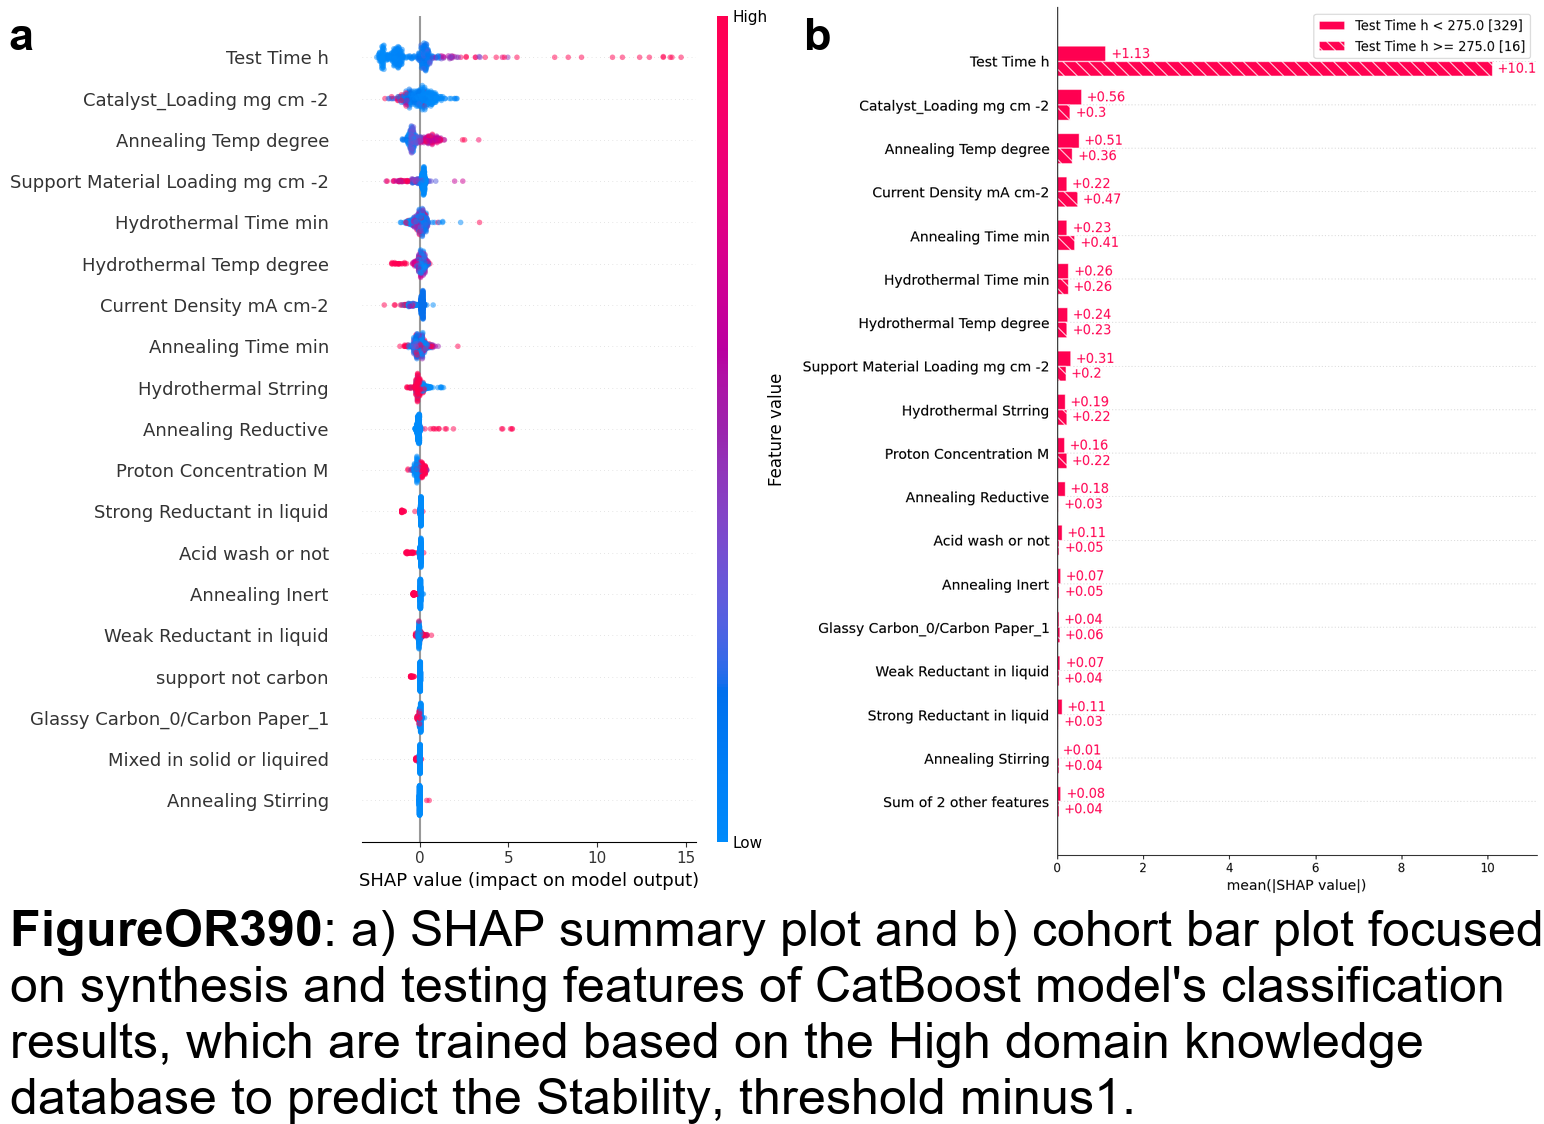 a
Test Time h
Catalyst_Loading mg cm -2
Annealing Temp degree
Support Material Loading mg cm -2
Hydrothermal Time min
Hydrothermal Temp degree
Current Density mA cm-2
Annealing Time min
Hydrothermal Strring
Annealing Reductive
Proton Concentration M
Strong Reductant in liquid
Acid wash or not
Annealing Inert
Weak Reductant in liquid
support not carbon
Glassy Carbon_0/Carbon Paper_1
Mixed in solid or liquired
Annealing Stirring
0 5 10 15
SHAP value (impact on model output)
High
Feature value
Low
b
Test Time h < 275.0 [329]
Test Time h >= 275.0 [16]
Test Time h
+1.13
+10.1
Catalyst_Loading mg cm -2
+0.56
+0.3
Annealing Temp degree
+0.51
+0.36
Current Density mA cm-2
+0.22
+0.47
Annealing Time min
+0.23
+0.41
Hydrothermal Time min
+0.26
+0.26
Hydrothermal Temp degree
+0.24
+0.23
Support Material Loading mg cm -2
+0.31
+0.2
Hydrothermal Strring
+0.19
+0.22
Proton Concentration M
+0.16
+0.22
Annealing Reductive
+0.18
+0.03
Acid wash or not
+0.11
+0.05
Annealing Inert
+0.07
+0.05
Glassy Carbon_0/Carbon Paper_1
+0.04
+0.06
Weak Reductant in liquid
+0.07
+0.04
Strong Reductant in liquid
+0.11
+0.03
Annealing Stirring
+0.01
+0.04
Sum of 2 other features
+0.08
+0.04
0 2 4 6 8 10
mean(|SHAP value|)
FigureOR390: a) SHAP summary plot and b) cohort bar plot focused
on synthesis and testing features of CatBoost model's classification
results, which are trained based on the High domain knowledge
database to predict the Stability, threshold minus1.